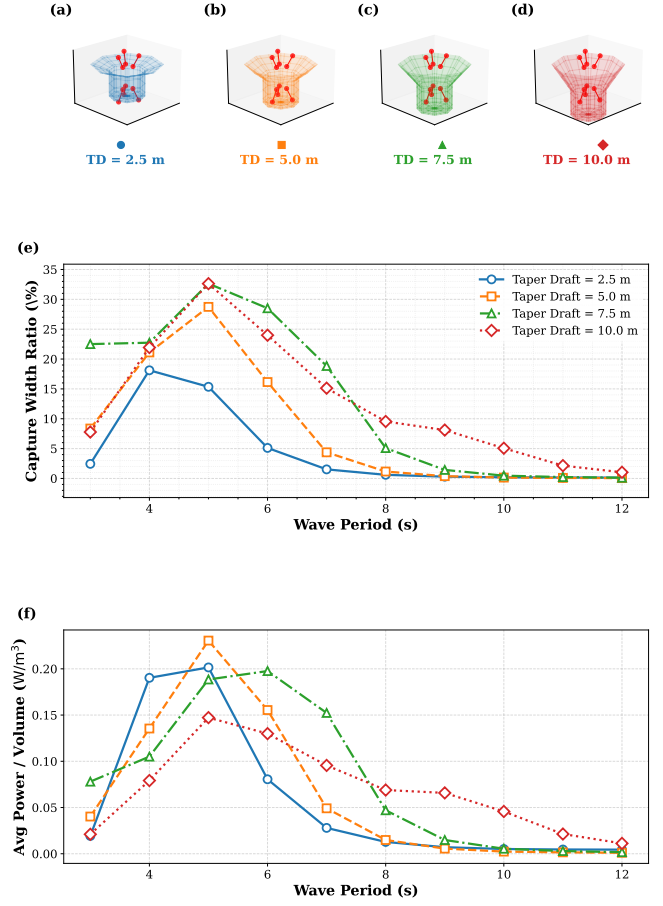 (a) (b) (c) (d)
TD = 2.5 m TD = 5.0 m TD = 7.5 m TD = 10.0 m
(e)
Capture Width Ratio (\%)
35
30
25
20
15
10
5
0
Taper Draft = 2.5 m
Taper Draft = 5.0 m
Taper Draft = 7.5 m
Taper Draft = 10.0 m
4 6 8 10 12
Wave Period (s)
(f)
Avg Power / Volume (W/m³)
0.20
0.15
0.10
0.05
0.00
4 6 8 10 12
Wave Period (s)